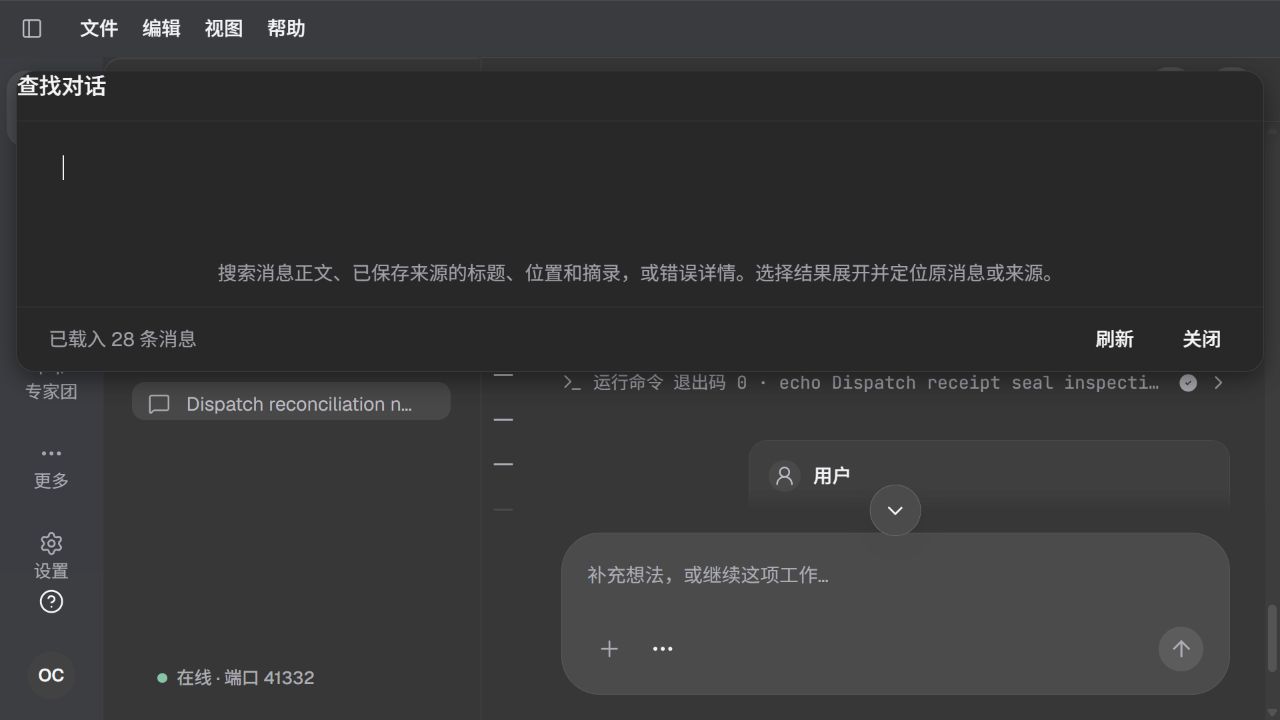 文件 编辑 视图 帮助
查找对话
搜索消息正文、已保存来源的标题、位置和摘录，或错误详情。选择结果展开并定位原消息或来源。
已载入 28 条消息
刷新 关闭
专家团
更多
设置
OC
Dispatch reconciliation n...
在线 · 端口 41332
运行命令 退出码 0 · echo Dispatch receipt seal inspecti…
用户
补充想法，或继续这项工作...